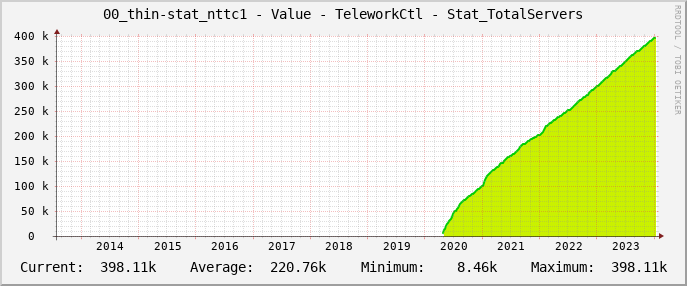 00_thin-stat_nttc1 - Value - TeleworkCtl - Stat_TotalServers
RRDTOOL / TOBI OETIKER
400 k
350 k
300 k
250 k
200 k
150 k
100 k
50 k
0
2014 2015 2016 2017 2018 2019 2020 2021 2022 2023
Current: 398.11k Average: 220.76k Minimum: 8.46k Maximum: 398.11k